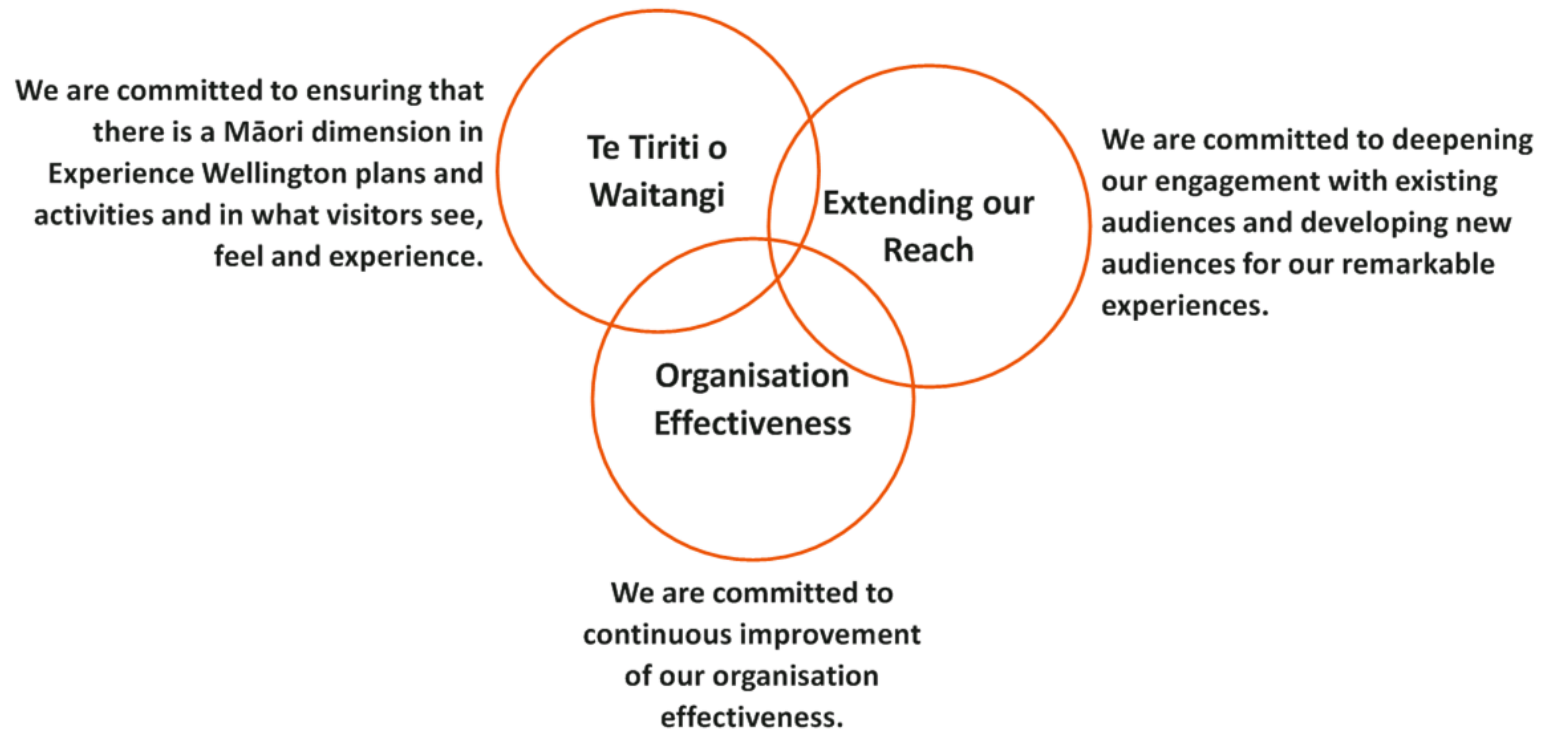 We are committed to ensuring that
there is a Māori dimension in
Experience Wellington plans and
activities and in what visitors see,
feel and experience.
Te Tiriti o
Waitangi
Extending our
Reach
We are committed to deepening
our engagement with existing
audiences and developing new
audiences for our remarkable
experiences.
Organisation
Effectiveness
We are committed to
continuous improvement
of our organisation
effectiveness.